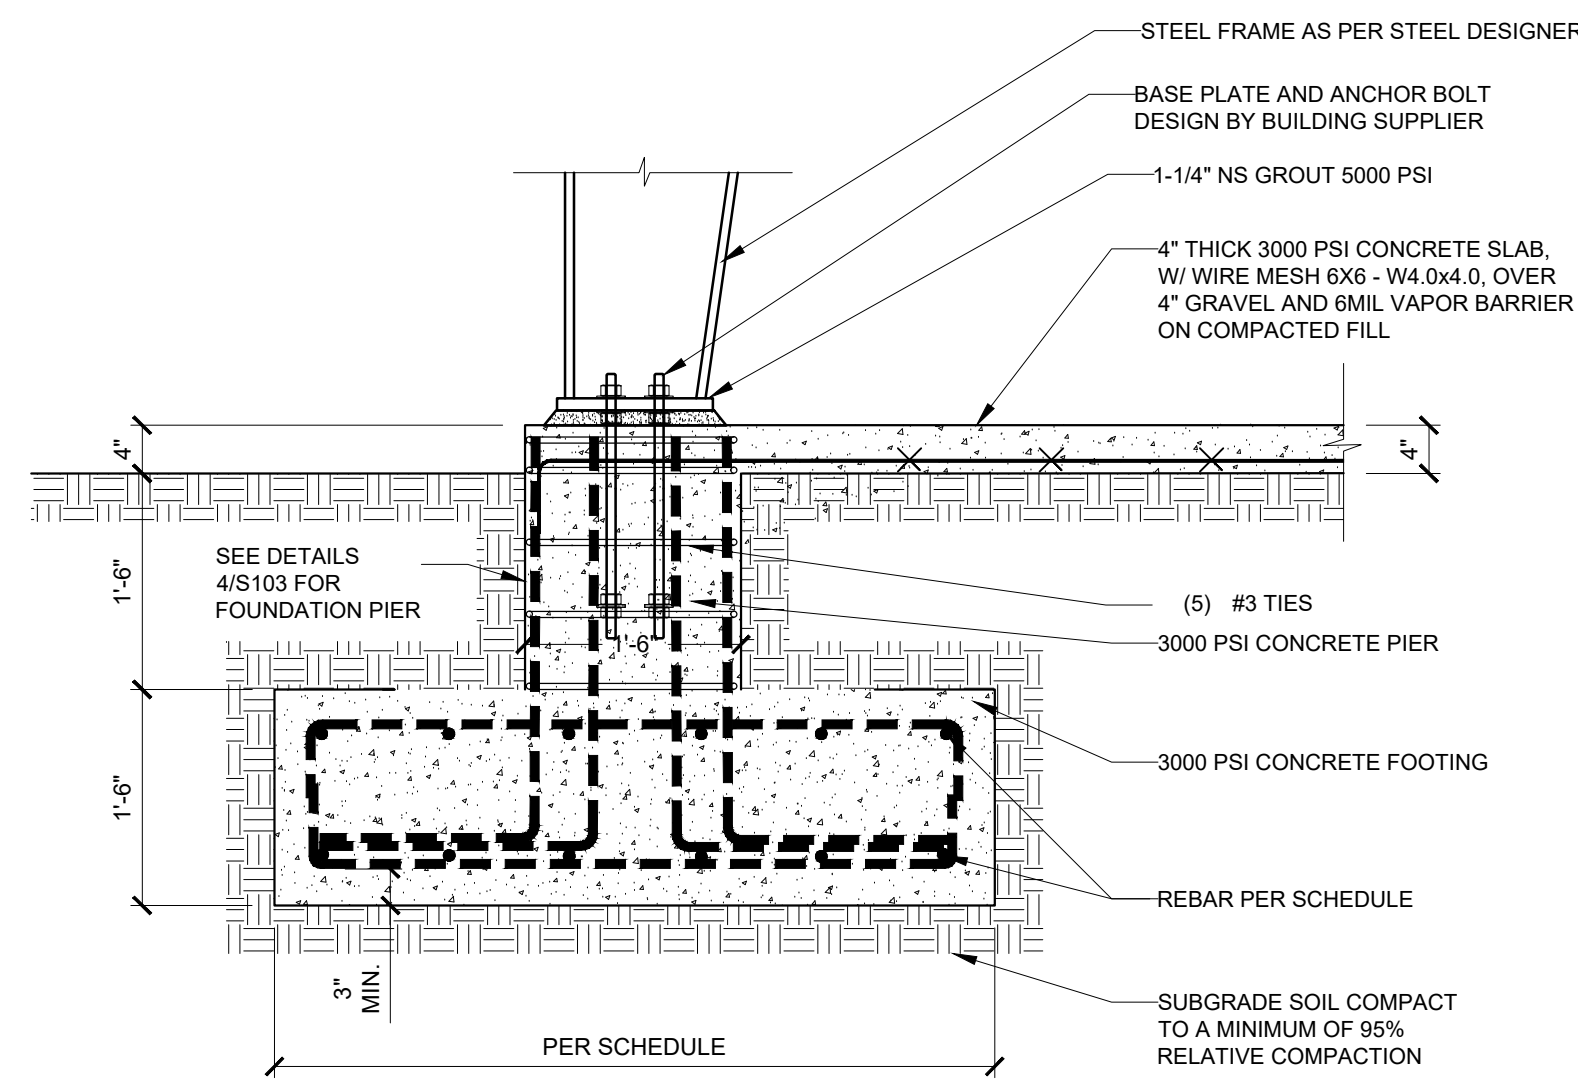 STEEL FRAME AS PER STEEL DESIGNER
BASE PLATE AND ANCHOR BOLT
DESIGN BY BUILDING SUPPLIER
1-1/4" NS GROUT 5000 PSI
4" THICK 3000 PSI CONCRETE SLAB,
W/ WIRE MESH 6X6 - W4.0x4.0, OVER
4" GRAVEL AND 6MIL VAPOR BARRIER
ON COMPACTED FILL
4"
4"
1'-6"
SEE DETAILS
4/S103 FOR
FOUNDATION PIER
(5) #3 TIES
1'-6"
3000 PSI CONCRETE PIER
1'-6"
3000 PSI CONCRETE FOOTING
REBAR PER SCHEDULE
3"
MIN.
SUBGRADE SOIL COMPACT
TO A MINIMUM OF 95%
RELATIVE COMPACTION
PER SCHEDULE